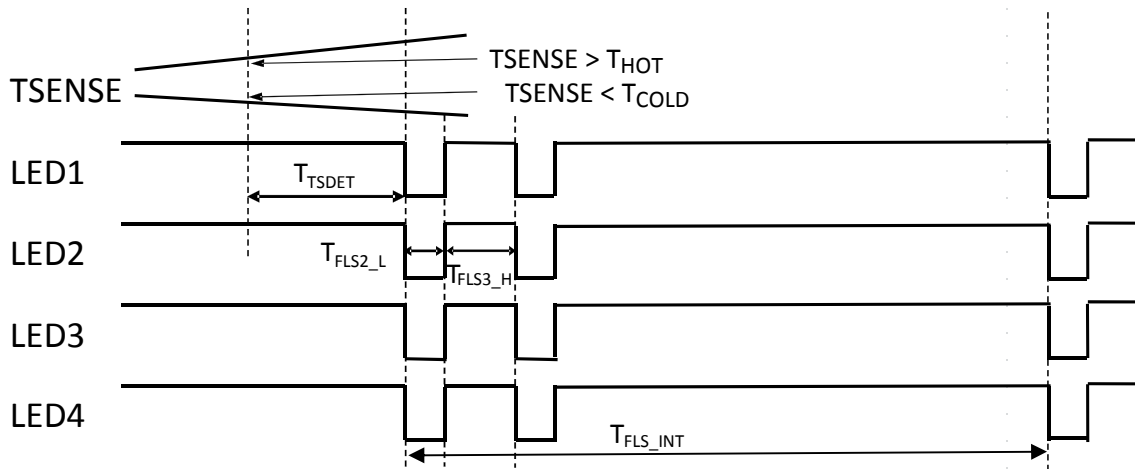 TSENSE > THOT
TSENSE
TSENSE < TCOLD
LED1
TTSDET
LED2
TFLS2_L
TFLS3_H
LED3
LED4
TFLS_INT